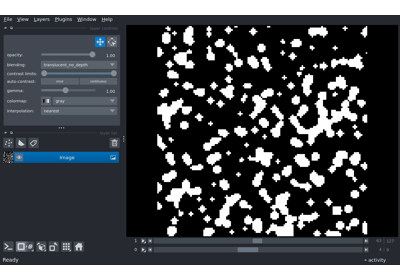 File View Layers Plugins Window Help
opacity: 1.00
blending: translucent_no_depth
contrast limits:
auto-contrast: once continuous
gamma: 1.00
colormap: gray
interpolation: nearest
Image
1
0
Ready
activity